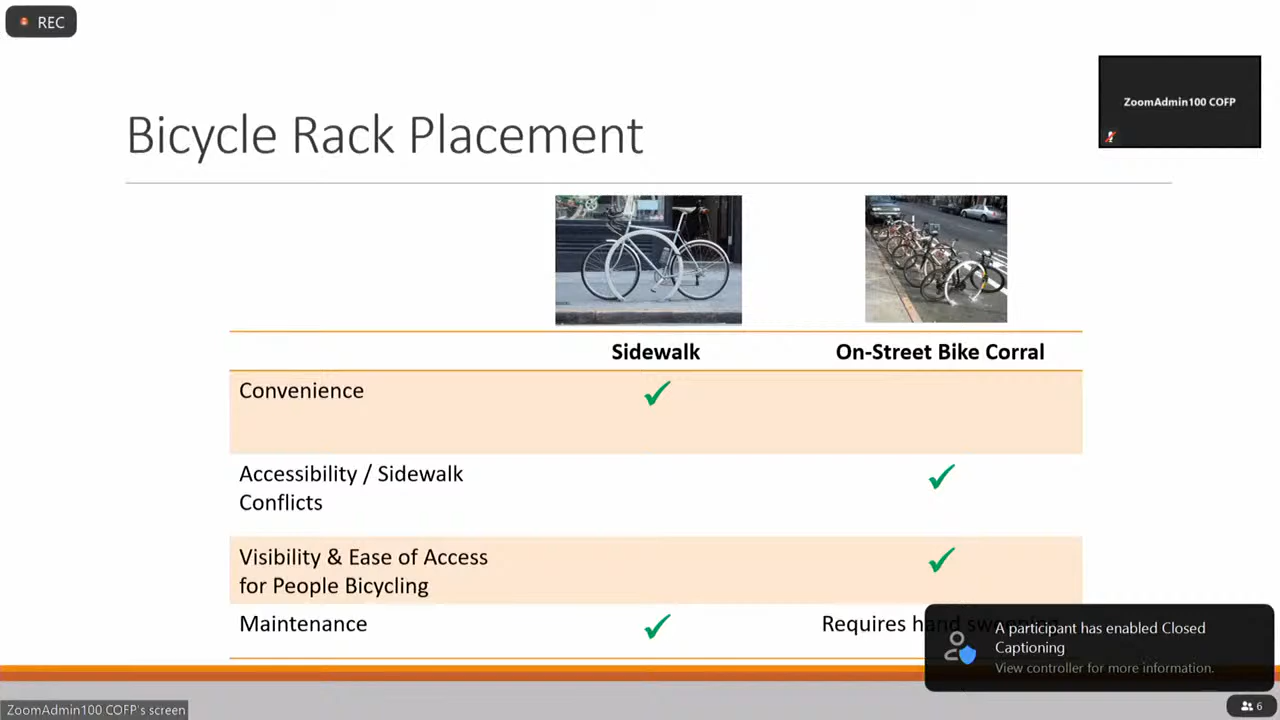 REC
ZoomAdmin100 COFP
Bicycle Rack Placement
Sidewalk
On-Street Bike Corral
Convenience
✓
Accessibility / Sidewalk
Conflicts
✓
Visibility & Ease of Access
for People Bicycling
✓
Maintenance
✓
Requires hand
A participant has enabled Closed
Captioning
View controller for more information.
ZoomAdmin100 COFP's screen
6